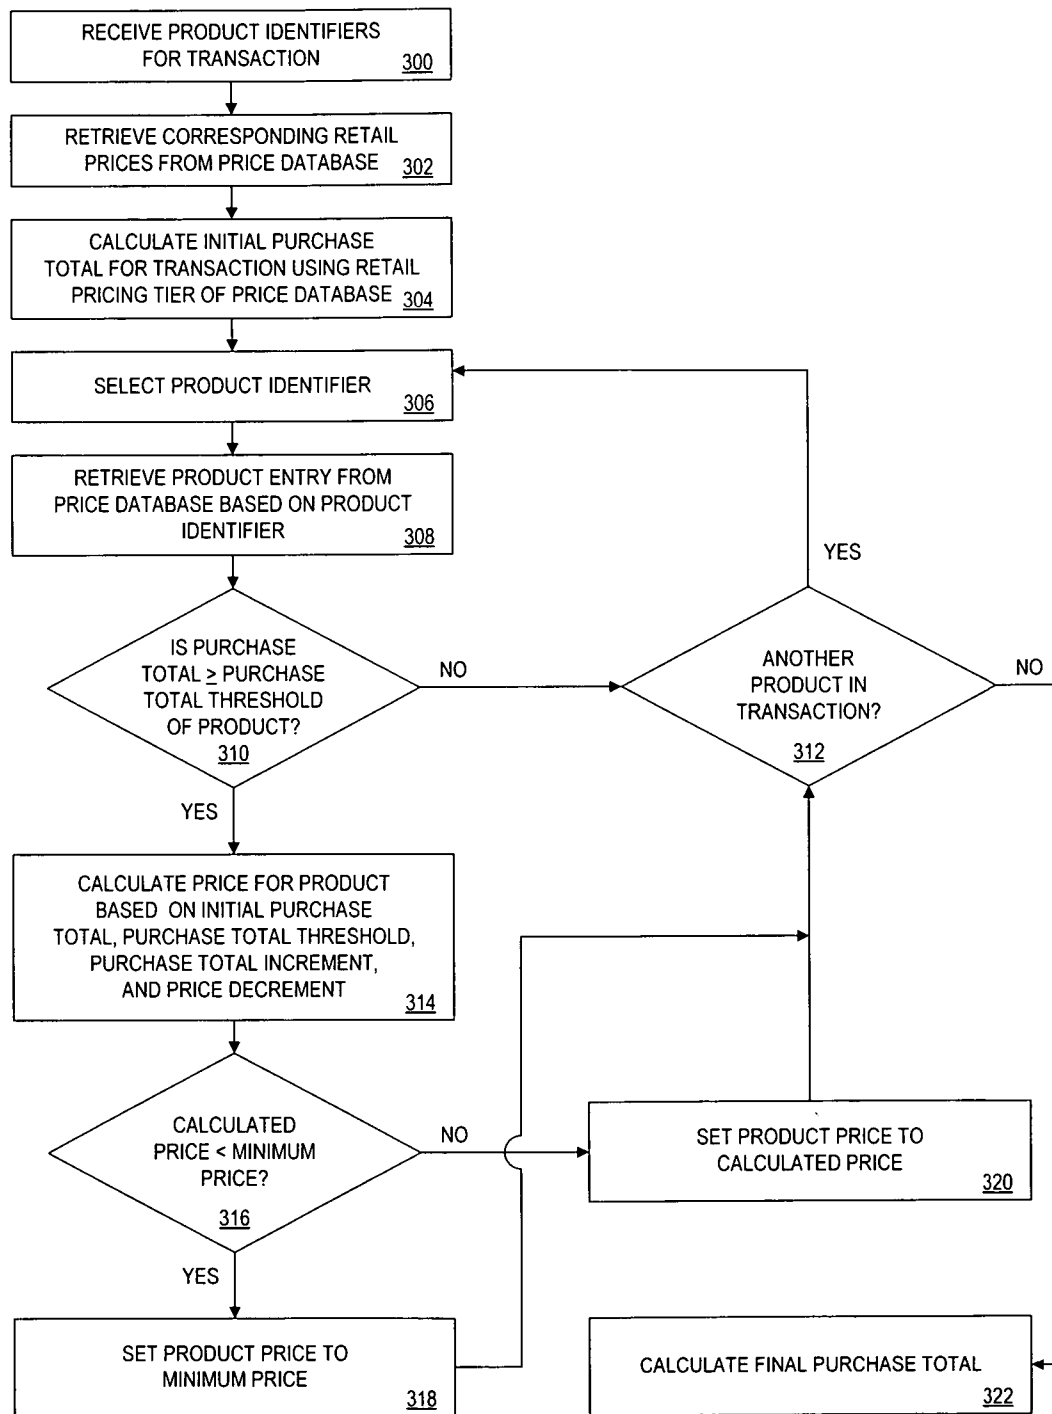 RECEIVE PRODUCT IDENTIFIERS
FOR TRANSACTION
300
RETRIEVE CORRESPONDING RETAIL
PRICES FROM PRICE DATABASE
302
CALCULATE INITIAL PURCHASE
TOTAL FOR TRANSACTION USING RETAIL
PRICING TIER OF PRICE DATABASE
304
SELECT PRODUCT IDENTIFIER
306
RETRIEVE PRODUCT ENTRY FROM
PRICE DATABASE BASED ON PRODUCT
IDENTIFIER
308
IS PURCHASE
TOTAL ≥ PURCHASE
TOTAL THRESHOLD
OF PRODUCT?
310
NO
YES
ANOTHER
PRODUCT IN
TRANSACTION?
312
YES
NO
CALCULATE PRICE FOR PRODUCT
BASED ON INITIAL PURCHASE
TOTAL, PURCHASE TOTAL THRESHOLD,
PURCHASE TOTAL INCREMENT,
AND PRICE DECREMENT
314
CALCULATED
PRICE < MINIMUM
PRICE?
316
NO
YES
SET PRODUCT PRICE TO
CALCULATED PRICE
320
SET PRODUCT PRICE TO
MINIMUM PRICE
318
CALCULATE FINAL PURCHASE TOTAL
322